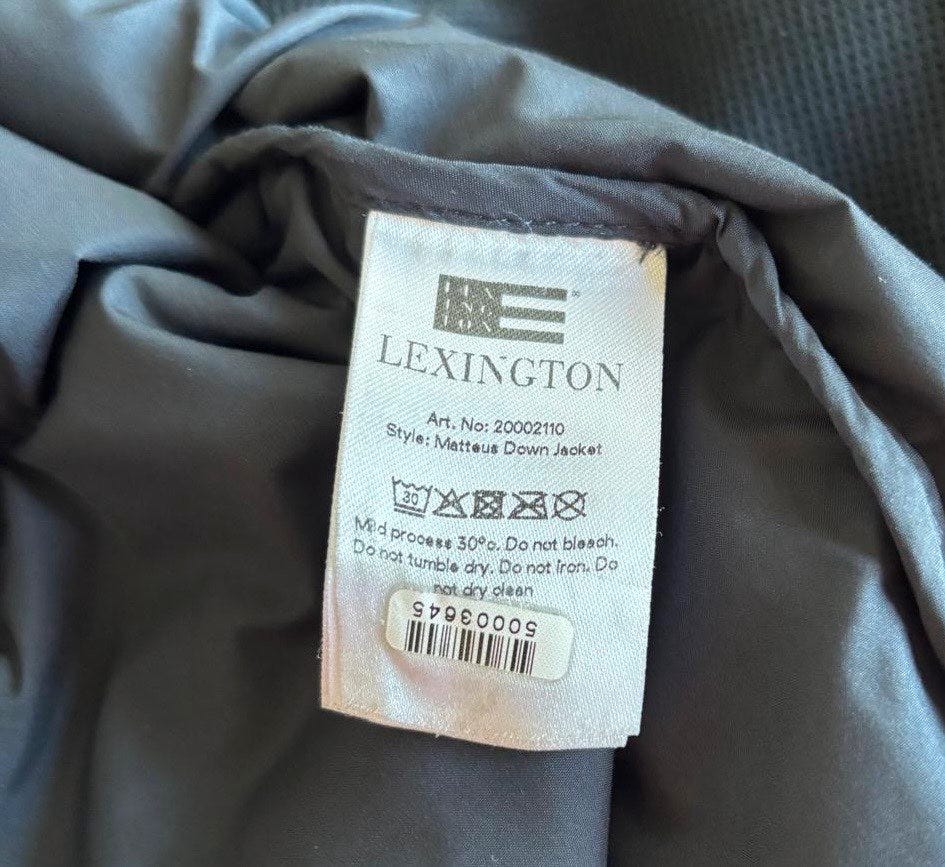 LEXINGTON
Art. No: 20002110
Style: Matteus Down Jacket
30
Mild process 30°c. Do not bleach.
Do not tumble dry. Do not Iron. Do
not dry clean
50003645